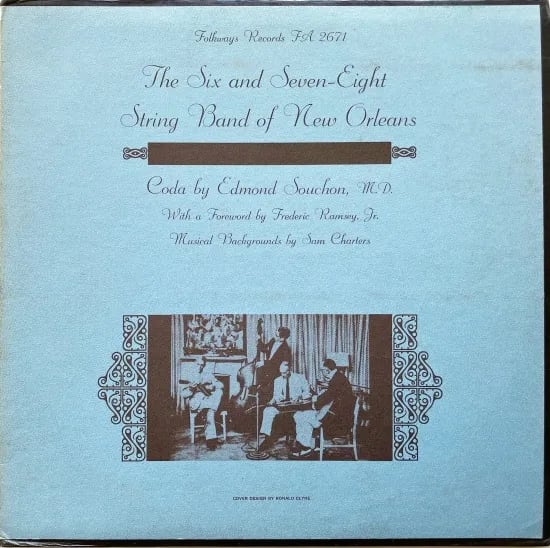 Folkways Records FA 2671
The Six and Seven-Eight
String Band of New Orleans
Coda by Edmond Souchon, M.D.
With a Foreword by Frederic Ramsey, Jr.
Musical Backgrounds by Sam Charters
COVER DESIGN BY RONALD CLYNE